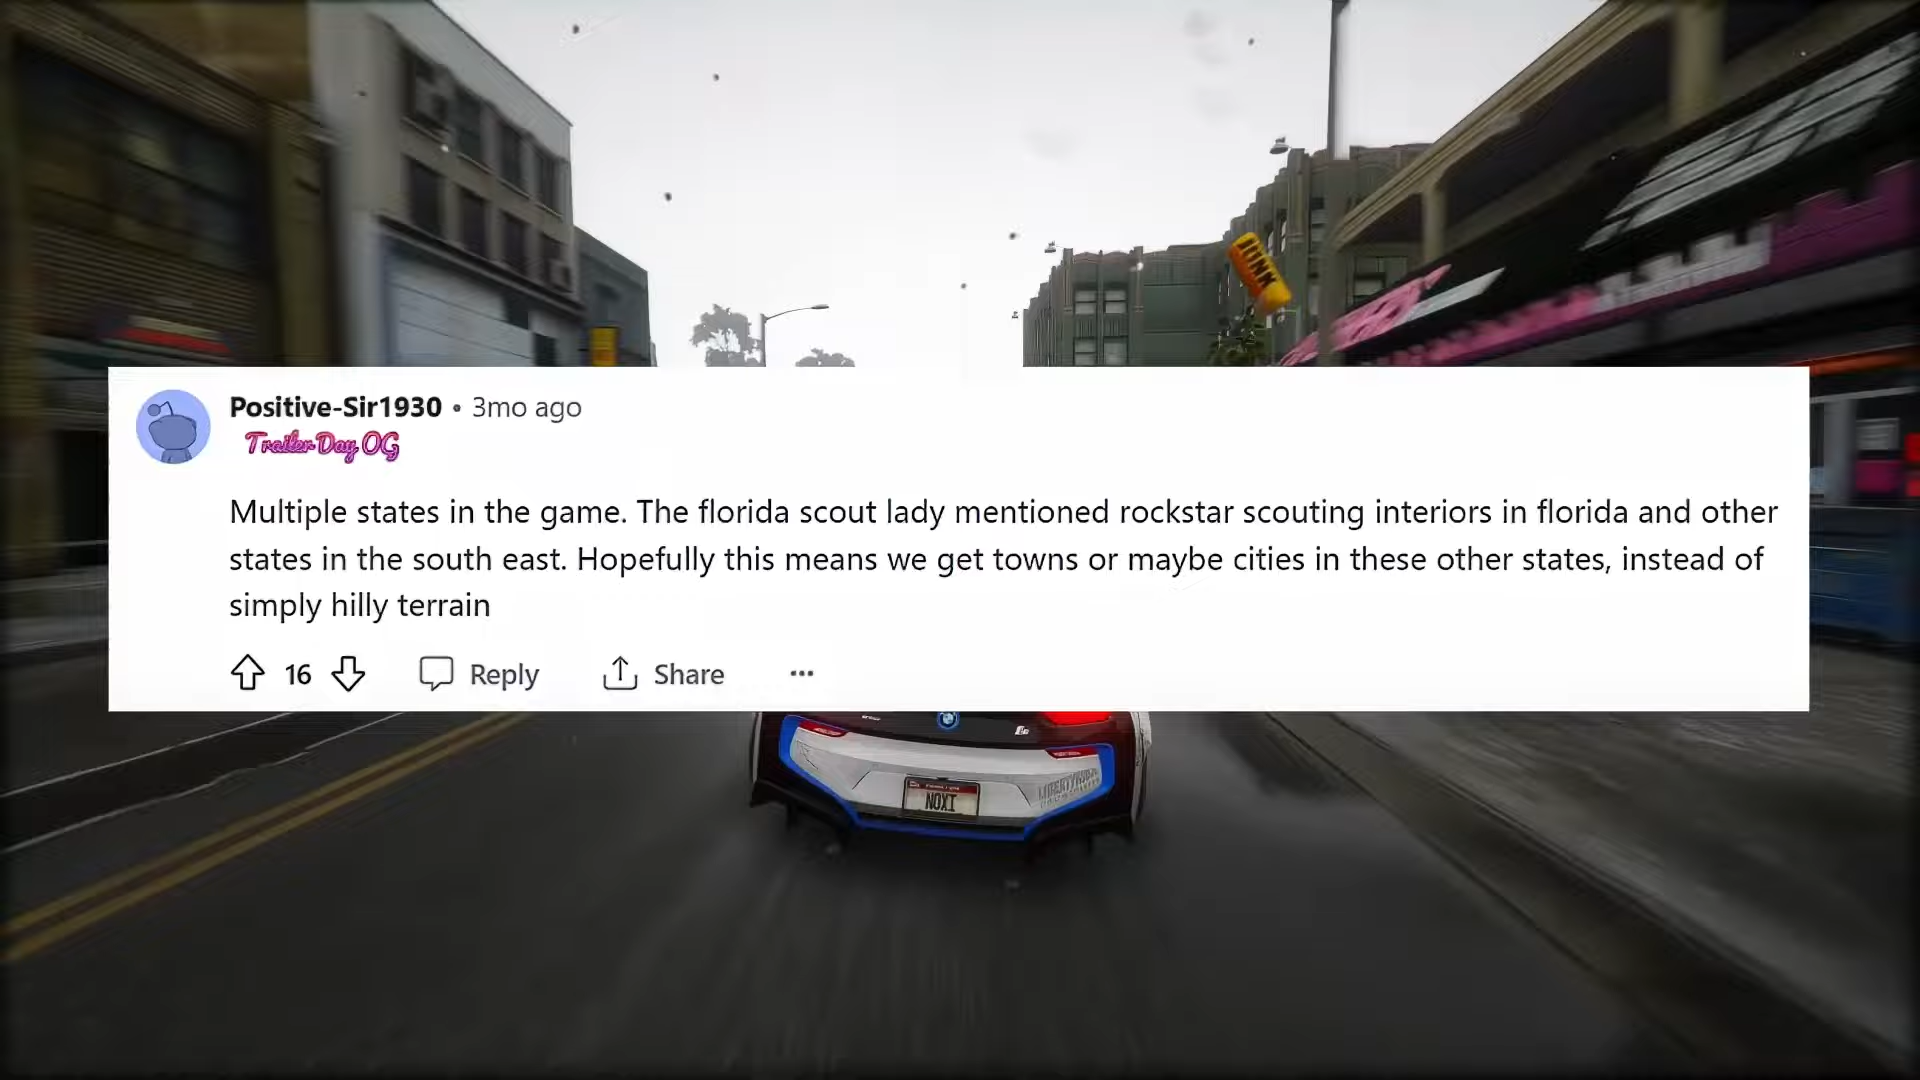 Positive-Sir1930 • 3mo ago
Trailer Day OG
Multiple states in the game. The florida scout lady mentioned rockstar scouting interiors in florida and other
states in the south east. Hopefully this means we get towns or maybe cities in these other states, instead of
simply hilly terrain
16 Reply Share ...
NOXI